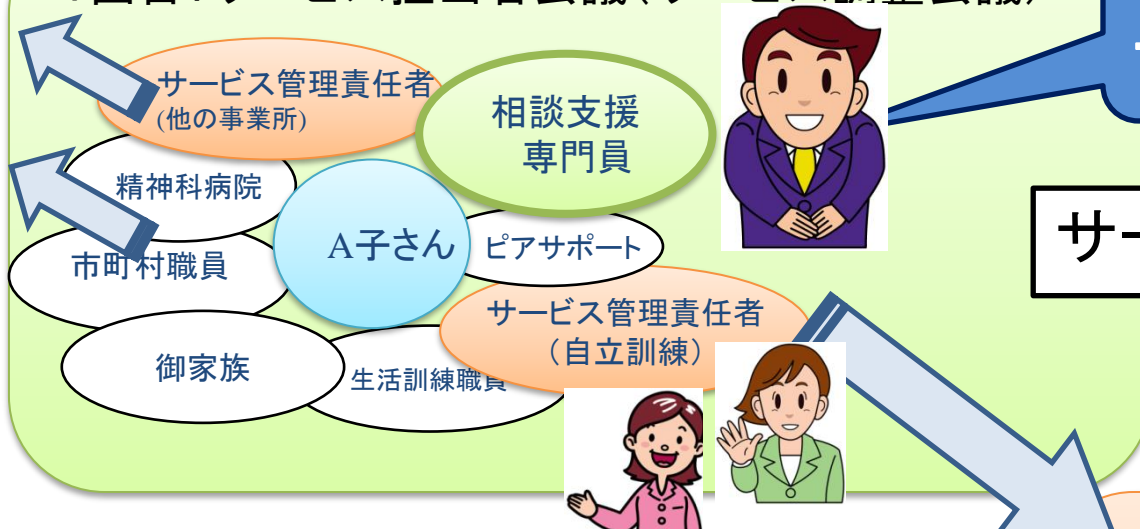 サービス管理責任者
(他の事業所)
相談支援
専門員
精神科病院
A子さん
ピアサポート
市町村職員
サービス管理責任者
（自立訓練）
御家族
生活訓練職員
サー